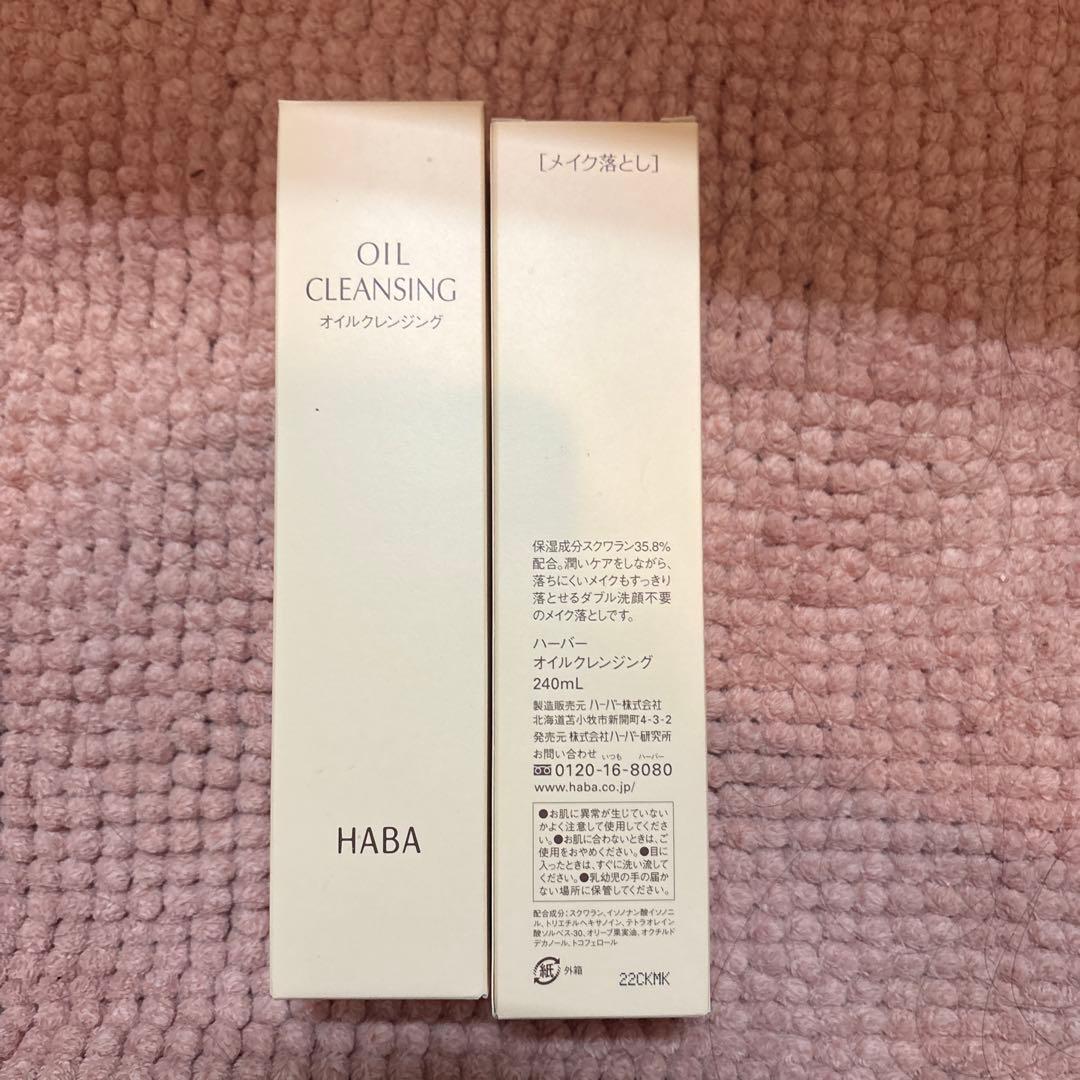 OIL
CLEANSING
オイルクレンジング
HABA
[メイク落とし]
保湿成分スクワラン35.8%
配合。潤いケアをしながら、
落ちにくいメイクもすっきり
落とせるダブル洗顔不要
のメイク落としです。
ハーバー
オイルクレンジング
240mL
製造販売元 ハーバー株式会社
北海道苫小牧市新開町4-3-2
発売元 株式会社ハーバー研究所
お問い合わせ いつも ハーバー
0120-16-8080
www.haba.co.jp/
●お肌に異常が生じていない
かよく注意して使用してくださ
い。●お肌に合わないときは、ご
使用をおやめください。●目に
入ったときは、すぐに洗い流して
ください。●乳幼児の手の届か
ない場所に保管してください。
配合成分:スクワラン、イソノナン酸イソノニ
ル、トリエチルヘキサノイン、テトラオレイン
酸ソルベス-30、オリーブ果実油、オクチルド
デカノール、トコフェロール
紙 外箱
22CKMK